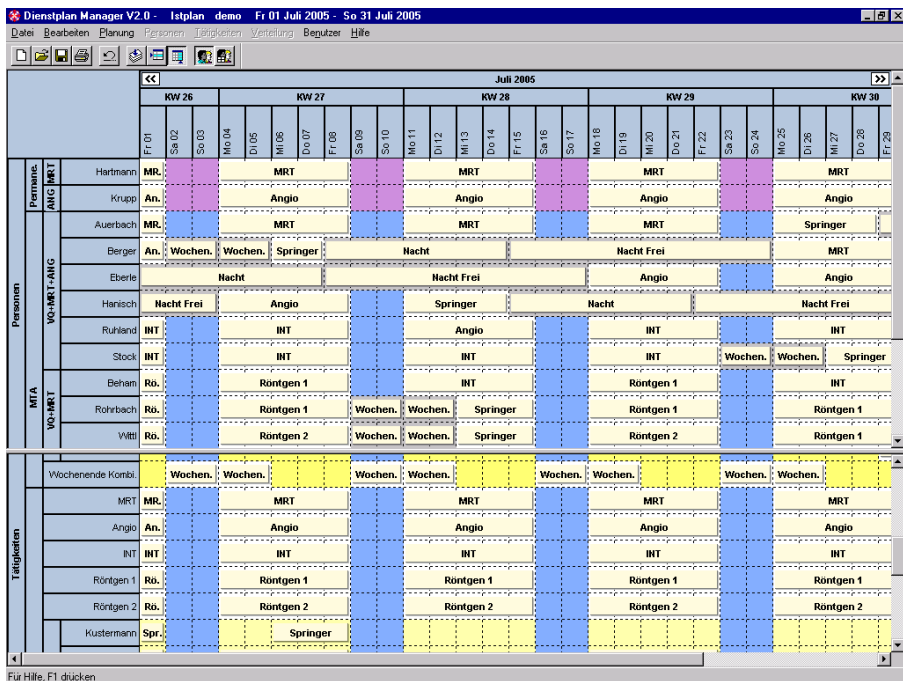 Dienstplan Manager V2.0 - Istplan demo Fr 01 Juli 2005 - So 31 Juli 2005
Datei Bearbeiten Planung Personen Tätigkeiten Verteilung Benutzer Hilfe
<< Juli 2005 >>
KW 26 KW 27 KW 28 KW 29 KW 30
Fr 01 Sa 02 So 03 Mo 04 Di 05 Mi 06 Do 07 Fr 08 Sa 09 So 10 Mo 11 Di 12 Mi 13 Do 14 Fr 15 Sa 16 So 17 Mo 18 Di 19 Mi 20 Do 21 Fr 22 Sa 23 So 24 Mo 25 Di 26 Mi 27 Do 28 Fr 29
Personen
Permane.
MRT
Hartmann MR. MRT MRT MRT MRT
ANG
Krupp An. Angio Angio Angio Angio
MTA
VQ+MRT+ANG
Auerbach MR. MRT MRT MRT Springer
Berger An. Wochen. Wochen. Springer Nacht Nacht Frei MRT
Eberle Nacht Nacht Frei Angio Angio
Hanisch Nacht Frei Angio Springer Nacht Nacht Frei
Ruhland INT INT Angio INT INT
Stock INT INT INT INT Wochen. Wochen. Springer
VQ+MRT
Beham Rö. Röntgen 1 INT Röntgen 1 INT
Rohrbach Rö. Röntgen 1 Wochen. Wochen. Springer Röntgen 1 Röntgen 1
Wittl Rö. Röntgen 2 Wochen. Wochen. Springer Röntgen 2 Röntgen 1
Tätigkeiten
Wochenende Kombi. Wochen. Wochen. Wochen. Wochen. Wochen. Wochen. Wochen. Wochen.
MRT MR. MRT MRT MRT MRT
Angio An. Angio Angio Angio Angio
INT INT INT INT INT INT
Röntgen 1 Rö. Röntgen 1 Röntgen 1 Röntgen 1 Röntgen 1
Röntgen 2 Rö. Röntgen 2 Röntgen 2 Röntgen 2 Röntgen 2
Kustermann Spr. Springer
Für Hilfe, F1 drücken